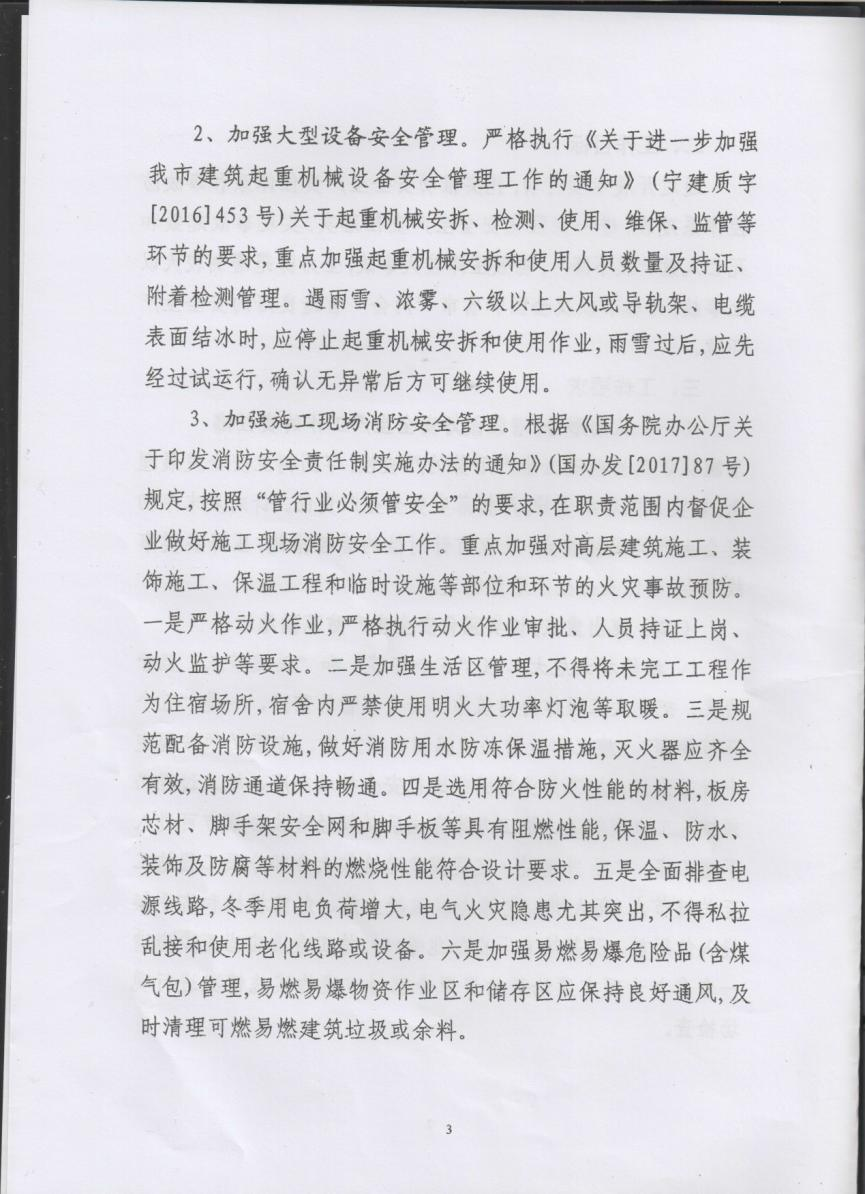 2、加强大型设备安全管理。严格执行《关于进一步加强
我市建筑起重机械设备安全管理工作的通知》(宁建质字
[2016]453 号)关于起重机械安拆、检测、使用、维保、监管等
环节的要求,重点加强起重机械安拆和使用人员数量及持证、
附着检测管理。遇雨雪、浓雾、六级以上大风或导轨架、电缆
表面结冰时,应停止起重机械安拆和使用作业,雨雪过后,应先
经过试运行,确认无异常后方可继续使用。
3、加强施工现场消防安全管理。根据《国务院办公厅关
于印发消防安全责任制实施办法的通知》(国办发[2017]87 号)
规定,按照“管行业必须管安全”的要求,在职责范围内督促企
业做好施工现场消防安全工作。重点加强对高层建筑施工、装
饰施工、保温工程和临时设施等部位和环节的火灾事故预防。
一是严格动火作业,严格执行动火作业审批、人员持证上岗、
动火监护等要求。二是加强生活区管理,不得将未完工工程作
为住宿场所,宿舍内严禁使用明火大功率灯泡等取暖。三是规
范配备消防设施,做好消防用水防冻保温措施,灭火器应齐全
有效,消防通道保持畅通。四是选用符合防火性能的材料,板房
芯材、脚手架安全网和脚手板等具有阻燃性能,保温、防水、
装饰及防腐等材料的燃烧性能符合设计要求。五是全面排查电
源线路,冬季用电负荷增大,电气火灾隐患尤其突出,不得私拉
乱接和使用老化线路或设备。六是加强易燃易爆危险品(含煤
气包)管理,易燃易爆物资作业区和储存区应保持良好通风,及
时清理可燃易燃建筑垃圾或余料。
3